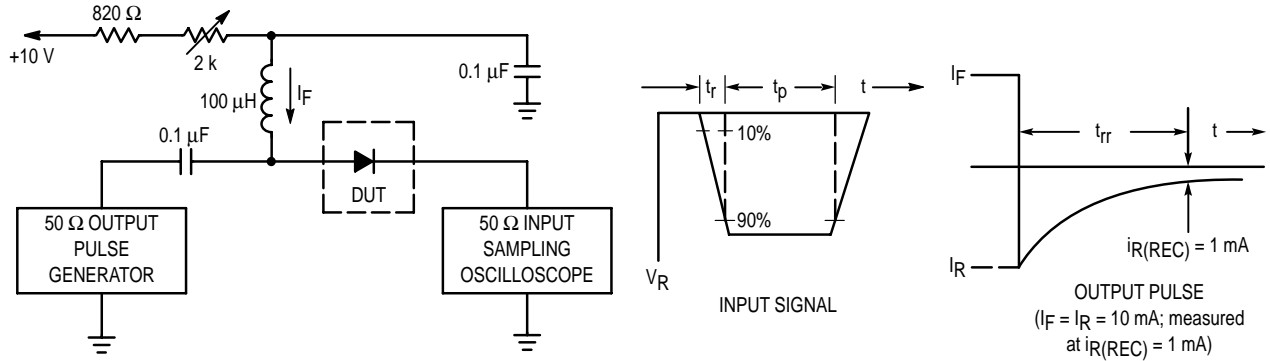 820 Ω
+10 V
2 k
0.1 µF
100 µH
I_F
0.1 µF
DUT
50 Ω OUTPUT
PULSE
GENERATOR
50 Ω INPUT
SAMPLING
OSCILLOSCOPE
t_r
t_p
t
10%
90%
V_R
INPUT SIGNAL
I_F
t_rr
t
i_R(REC) = 1 mA
I_R
OUTPUT PULSE
(I_F = I_R = 10 mA; measured
at i_R(REC) = 1 mA)